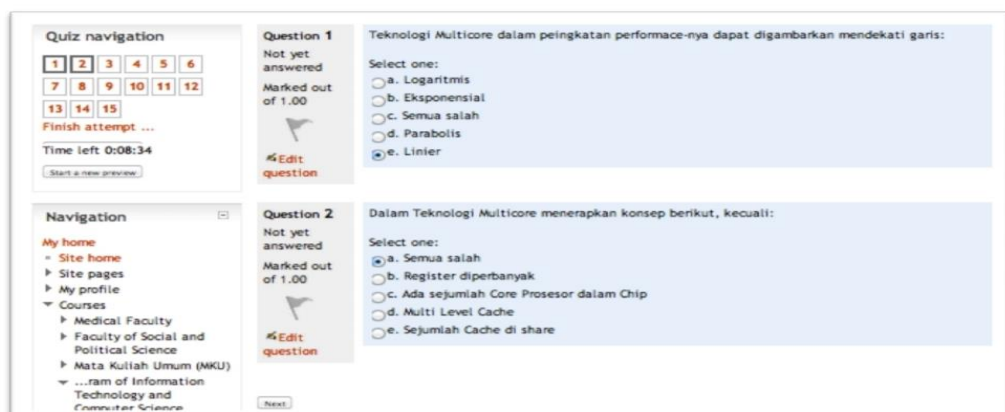 Quiz navigation
1 2 3 4 5 6
7 8 9 10 11 12
13 14 15
Finish attempt ...
Time left 0:08:34
Start a new preview
Navigation
My home
Site home
Site pages
My profile
Courses
Medical Faculty
Faculty of Social and
Political Science
Mata Kuliah Umum (MKU)
...ram of Information
Technology and
Computer Science
Question 1
Not yet
answered
Marked out
of 1.00
Edit
question
Teknologi Multicore dalam peingkatan performace-nya dapat digambarkan mendekati garis:
Select one:
a. Logaritmis
b. Eksponensial
c. Semua salah
d. Parabolis
e. Linier
Question 2
Not yet
answered
Marked out
of 1.00
Edit
question
Dalam Teknologi Multicore menerapkan konsep berikut, kecuali:
Select one:
a. Semua salah
b. Register diperbanyak
c. Ada sejumlah Core Prosesor dalam Chip
d. Multi Level Cache
e. Sejumlah Cache di share
Next